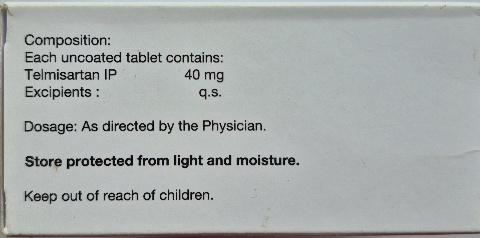 Composition:
Each uncoated tablet contains:
Telmisartan IP 40 mg
Excipients : q.s.
Dosage: As directed by the Physician.
Store protected from light and moisture.
Keep out of reach of children.